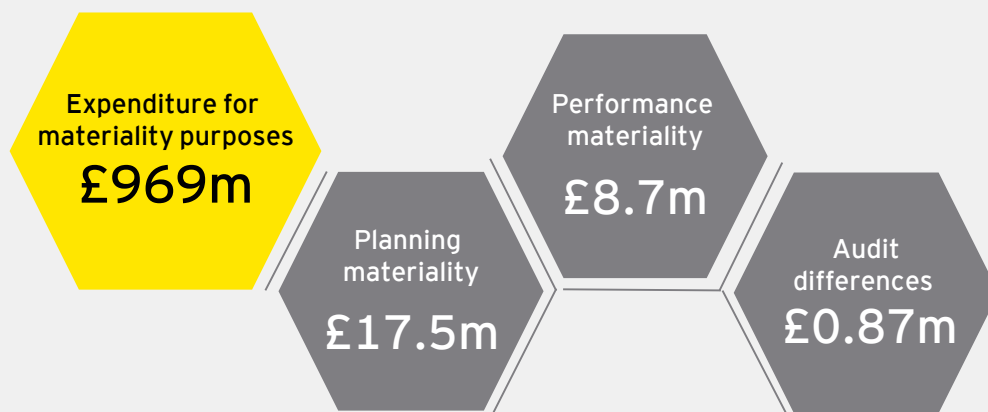 Expenditure for
materiality purposes
£969m
Planning
materiality
£17.5m
Performance
materiality
£8.7m
Audit
differences
£0.87m